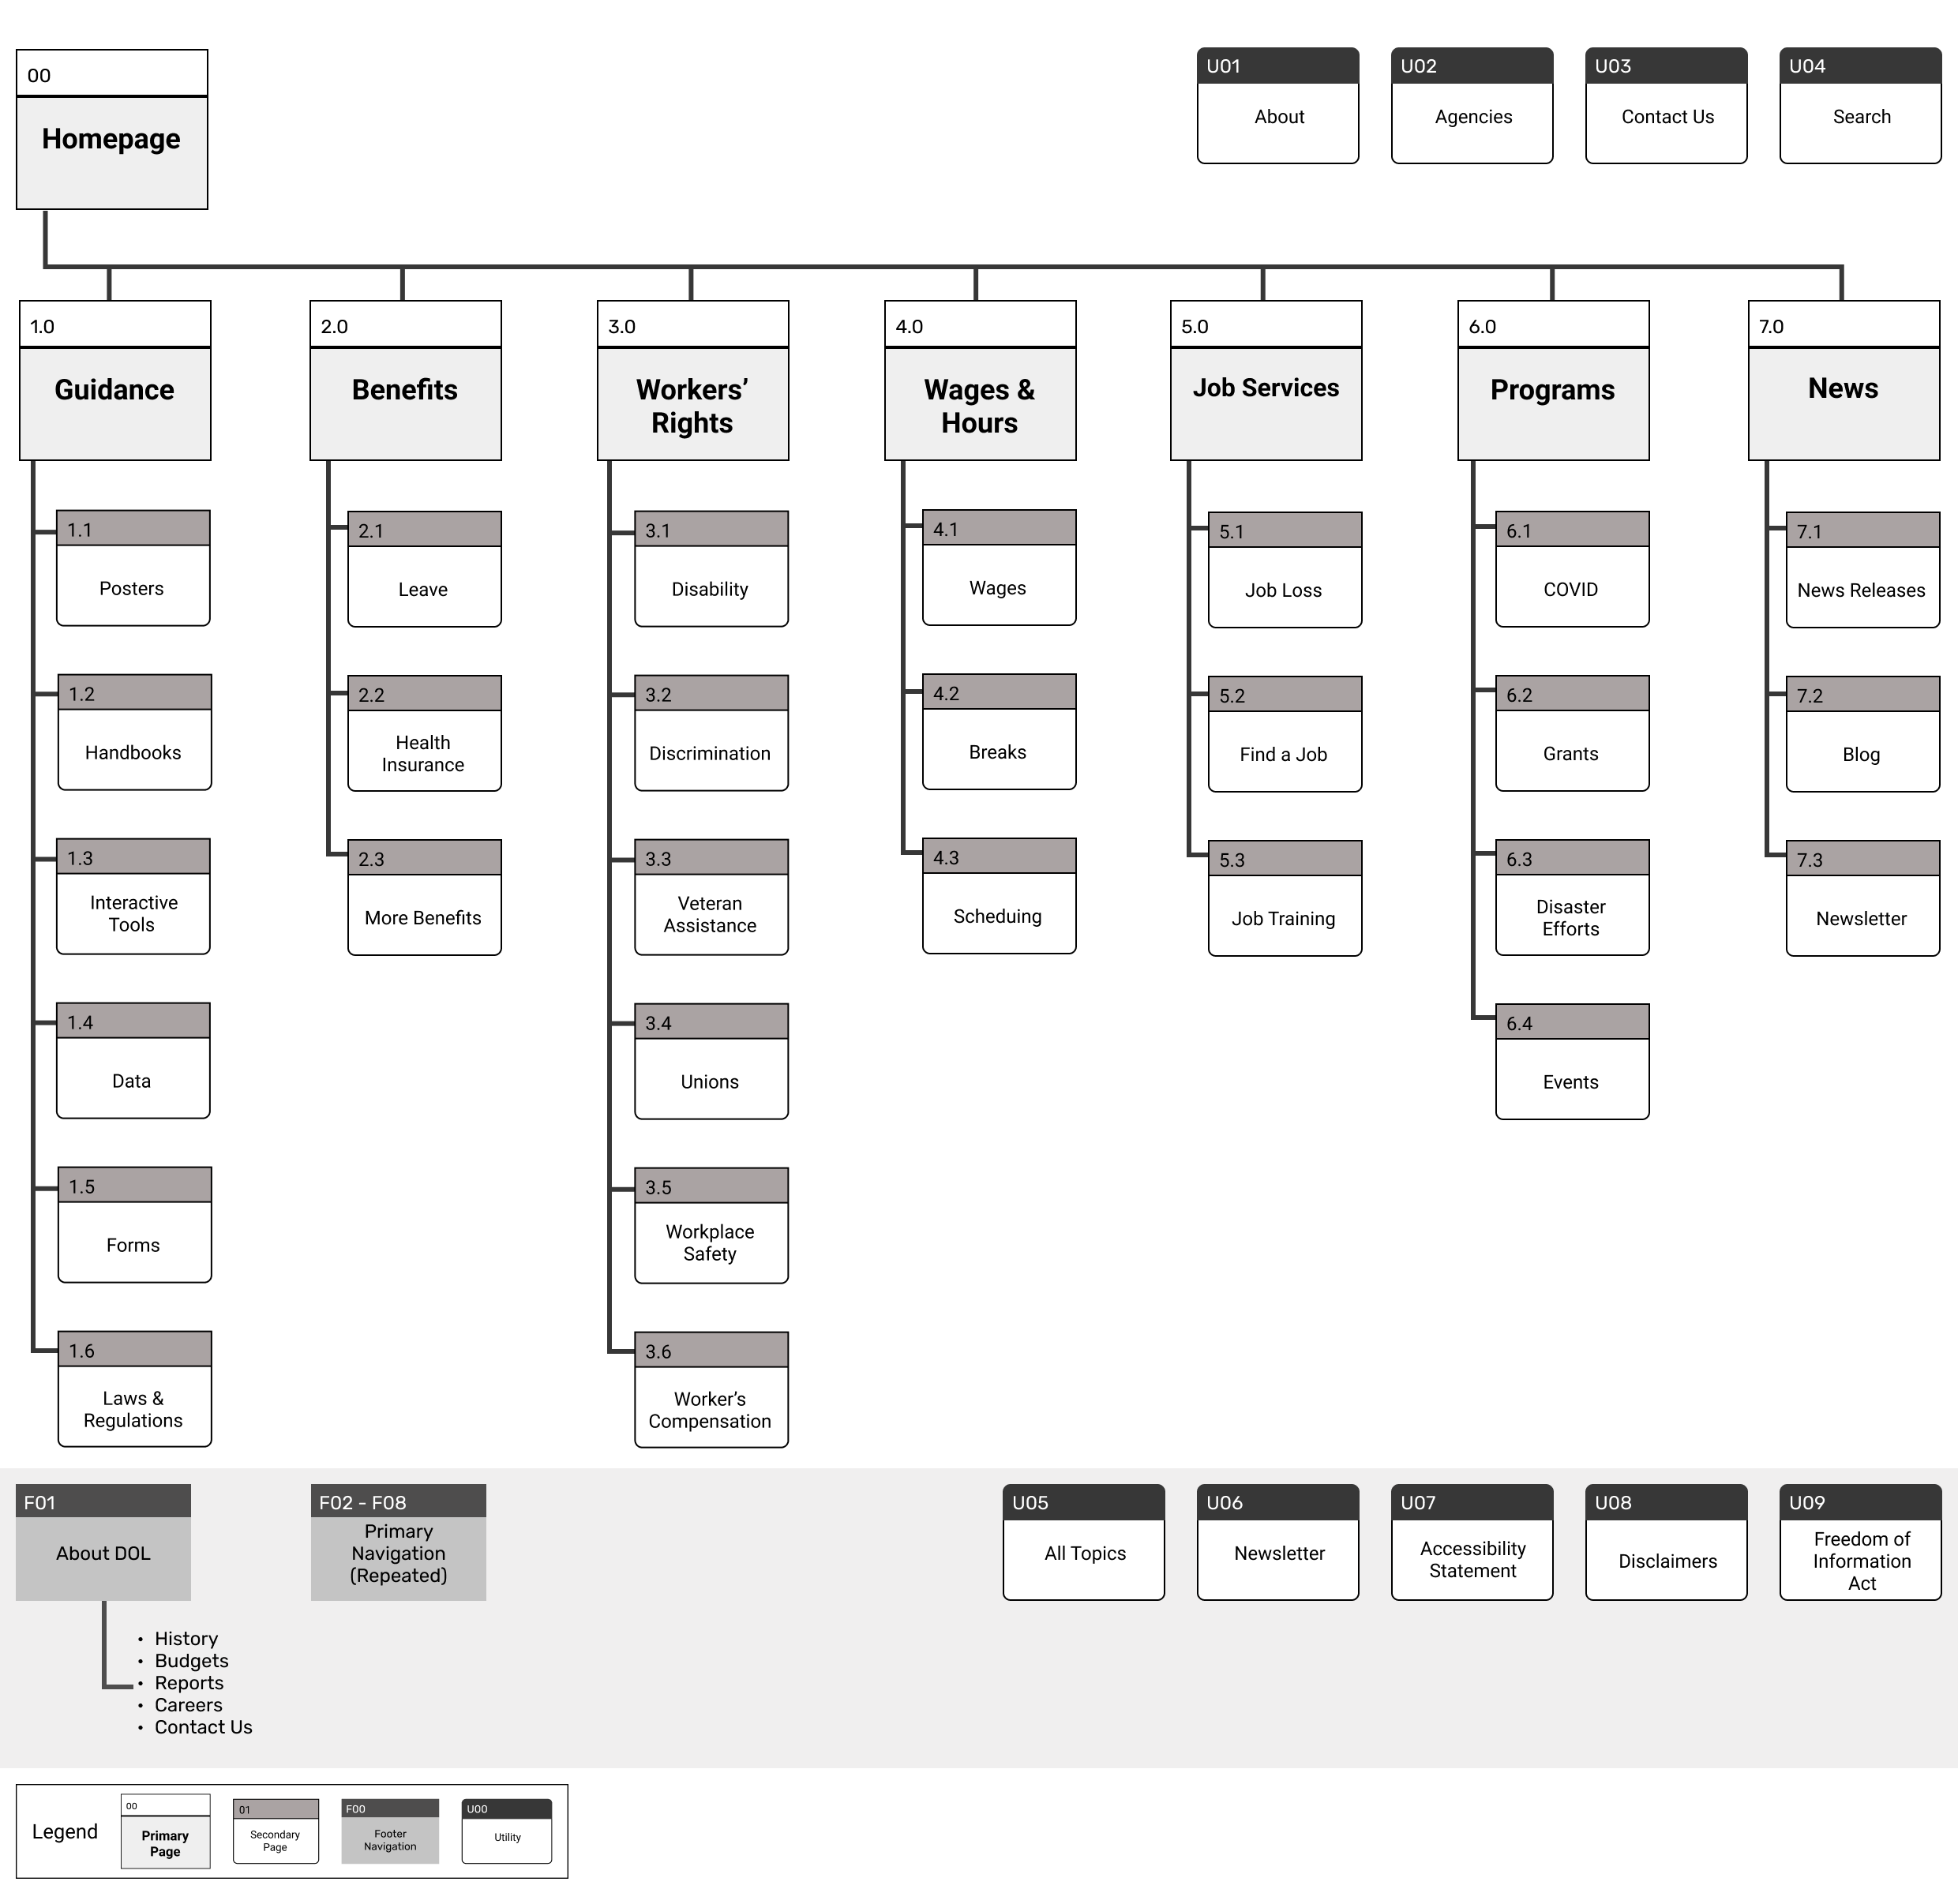 00
Homepage
U01
About
U02
Agencies
U03
Contact Us
U04
Search
1.0
Guidance
1.1
Posters
1.2
Handbooks
1.3
Interactive
Tools
1.4
Data
1.5
Forms
1.6
Laws &
Regulations
2.0
Benefits
2.1
Leave
2.2
Health
Insurance
2.3
More Benefits
3.0
Workers’
Rights
3.1
Disability
3.2
Discrimination
3.3
Veteran
Assistance
3.4
Unions
3.5
Workplace
Safety
3.6
Worker’s
Compensation
4.0
Wages &
Hours
4.1
Wages
4.2
Breaks
4.3
Scheduing
5.0
Job Services
5.1
Job Loss
5.2
Find a Job
5.3
Job Training
6.0
Programs
6.1
COVID
6.2
Grants
6.3
Disaster
Efforts
6.4
Events
7.0
News
7.1
News Releases
7.2
Blog
7.3
Newsletter
F01
About DOL
• History
• Budgets
• Reports
• Careers
• Contact Us
F02 - F08
Primary
Navigation
(Repeated)
U05
All Topics
U06
Newsletter
U07
Accessibility
Statement
U08
Disclaimers
U09
Freedom of
Information
Act
Legend
00
Primary
Page
01
Secondary
Page
F00
Footer
Navigation
U00
Utility